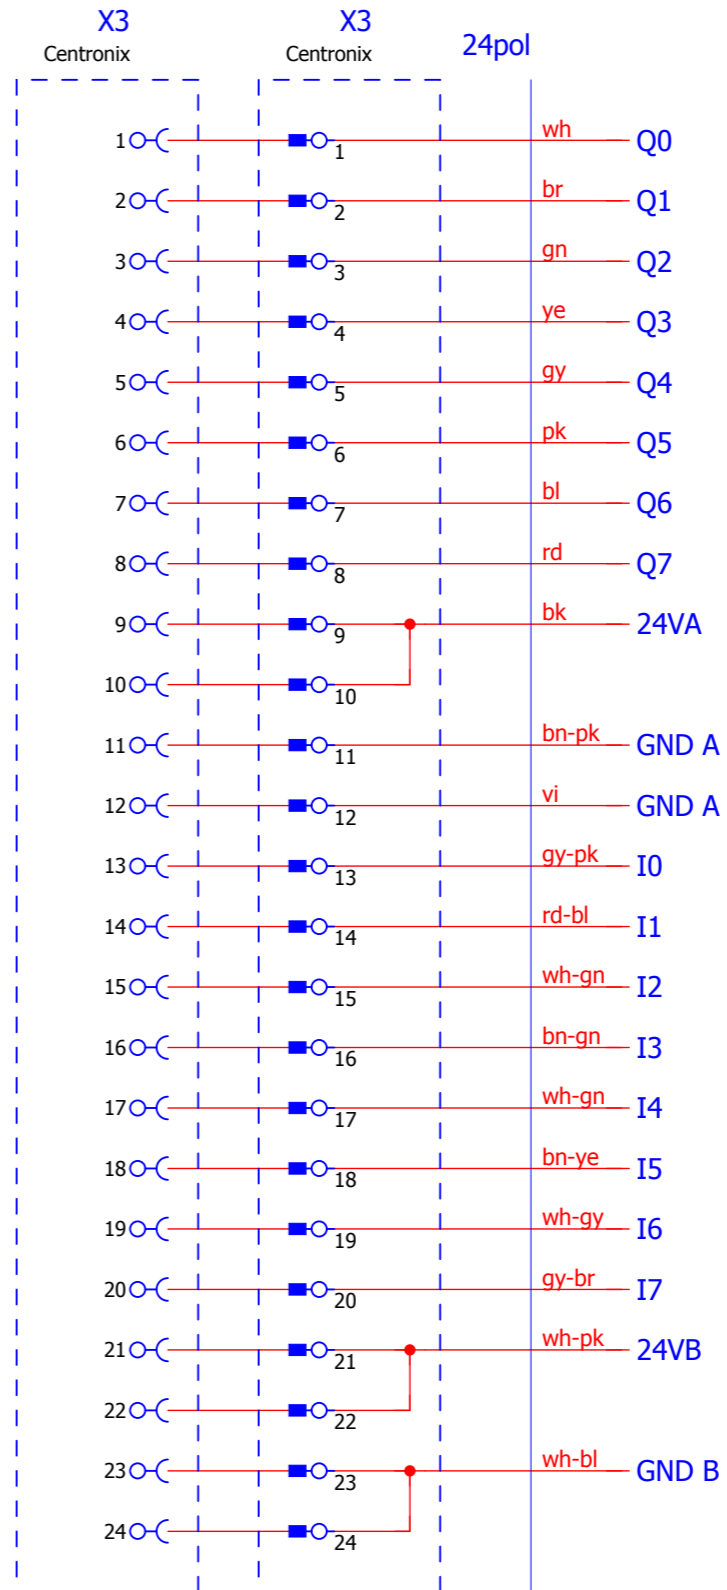 X3 X3
Centronix Centronix 24pol
1 1 wh Q0
2 2 br Q1
3 3 gn Q2
4 4 ye Q3
5 5 gy Q4
6 6 pk Q5
7 7 bl Q6
8 8 rd Q7
9 9 bk 24VA
10 10
11 11 bn-pk GND A
12 12 vi GND A
13 13 gy-pk I0
14 14 rd-bl I1
15 15 wh-gn I2
16 16 bn-gn I3
17 17 wh-gn I4
18 18 bn-ye I5
19 19 wh-gy I6
20 20 gy-br I7
21 21 wh-pk 24VB
22 22
23 23 wh-bl GND B
24 24